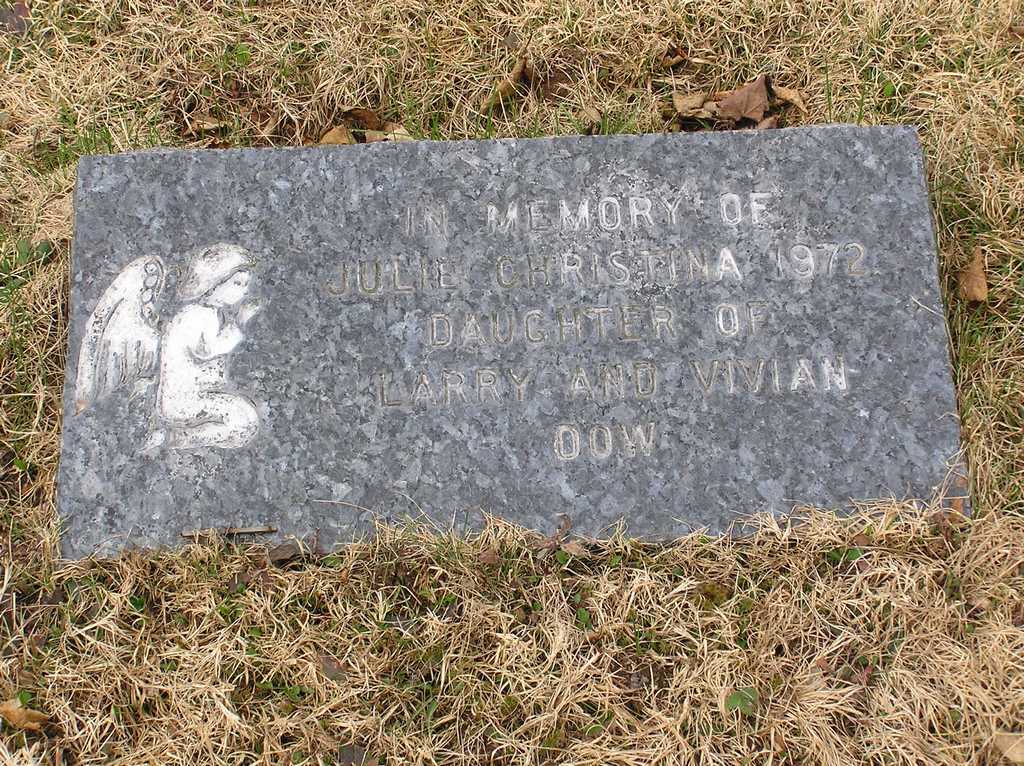 IN MEMORY OF
JULIE CHRISTINA 1972
DAUGHTER OF
LARRY AND VIVIAN
OOW